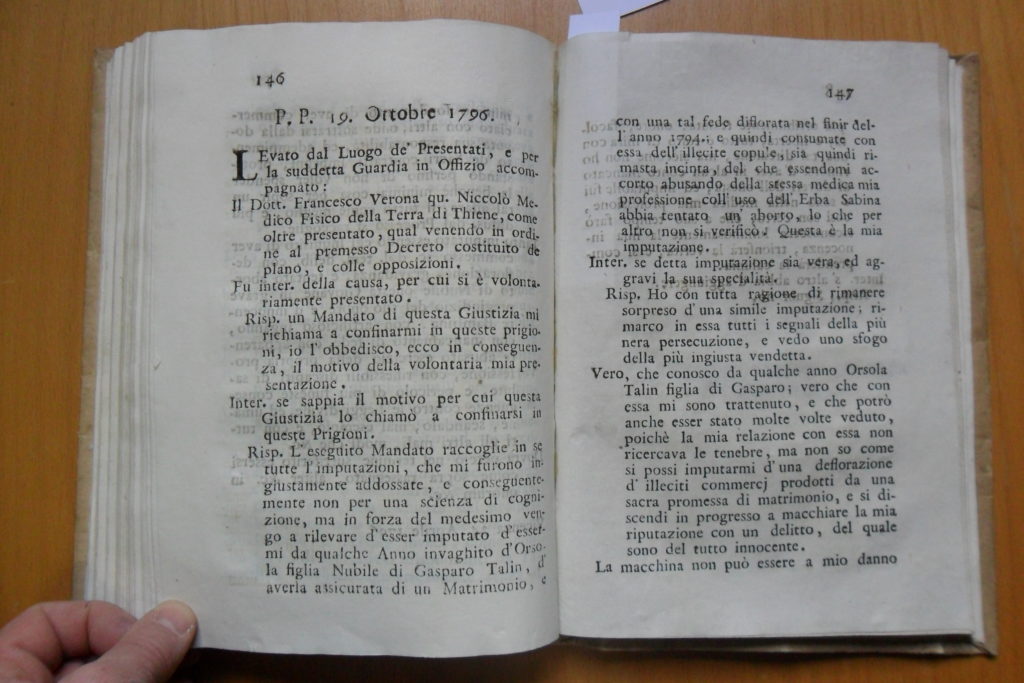 146
P. P. 19. Ottobre 1796.
LEvato dal Luogo de' Presentati, e per
la suddetta Guardia in Offizio accom-
pagnato:
Il Dott. Francesco Verona qu. Niccolò Me-
dico Fisico della Terra di Thiene, come
oltre presentato, qual venendo in ordi-
ne al premesso Decreto costituito de
plano, e colle opposizioni.
Fu inter. della causa, per cui si è volonta-
riamente presentato.
Risp. un Mandato di questa Giustizia mi
richiama a confinarmi in queste prigio-
ni, io l'obbedisco, ecco in conseguen-
za, il motivo della volontaria mia pre-
sentazione.
Inter. se sappia il motivo per cui questa
Giustizia lo chiamò a confinarsi in
queste Prigioni.
Risp. L'eseguito Mandato raccoglie in se
tutte l'imputazioni, che mi furono in-
giustamente addossate, e conseguente-
mente non per una scienza di cogni-
zione, ma in forza del medesimo ven-
go a rilevare d'esser imputato d'esser-
mi da qualche Anno invaghito d'Orso-
la figlia Nubile di Gasparo Talin, d'
averla assicurata di un Matrimonio, e
147
con una tal fede diflorata nel finir del-
l'anno 1794.; e quindi consumate con
essa dell'illecite copule, sia quindi ri-
masta incinta, del che essendomi ac-
corto abusando della stessa medica mia
professione coll'uso dell'Erba Sabina
abbia tentato un'aborto, lo che per
altro non si verificò. Questa è la mia
imputazione.
Inter. se detta imputazione sia vera, ed ag-
gravi la sua specialità.
Risp. Ho con tutta ragione di rimanere
sorpreso d'una simile imputazione; ri-
marco in essa tutti i segnali della più
nera persecuzione, e vedo uno sfogo
della più ingiusta vendetta.
Vero, che conosco da qualche anno Orsola
Talin figlia di Gasparo; vero che con
essa mi sono trattenuto, e che potrò
anche esser stato molte volte veduto,
poichè la mia relazione con essa non
ricercava le tenebre, ma non so come
si possi imputarmi d'una deflorazione
d'illeciti commercj prodotti da una
sacra promessa di matrimonio, e si di-
scendi in progresso a macchiare la mia
riputazione con un delitto, del quale
sono del tutto innocente.
La macchina non può essere a mio danno